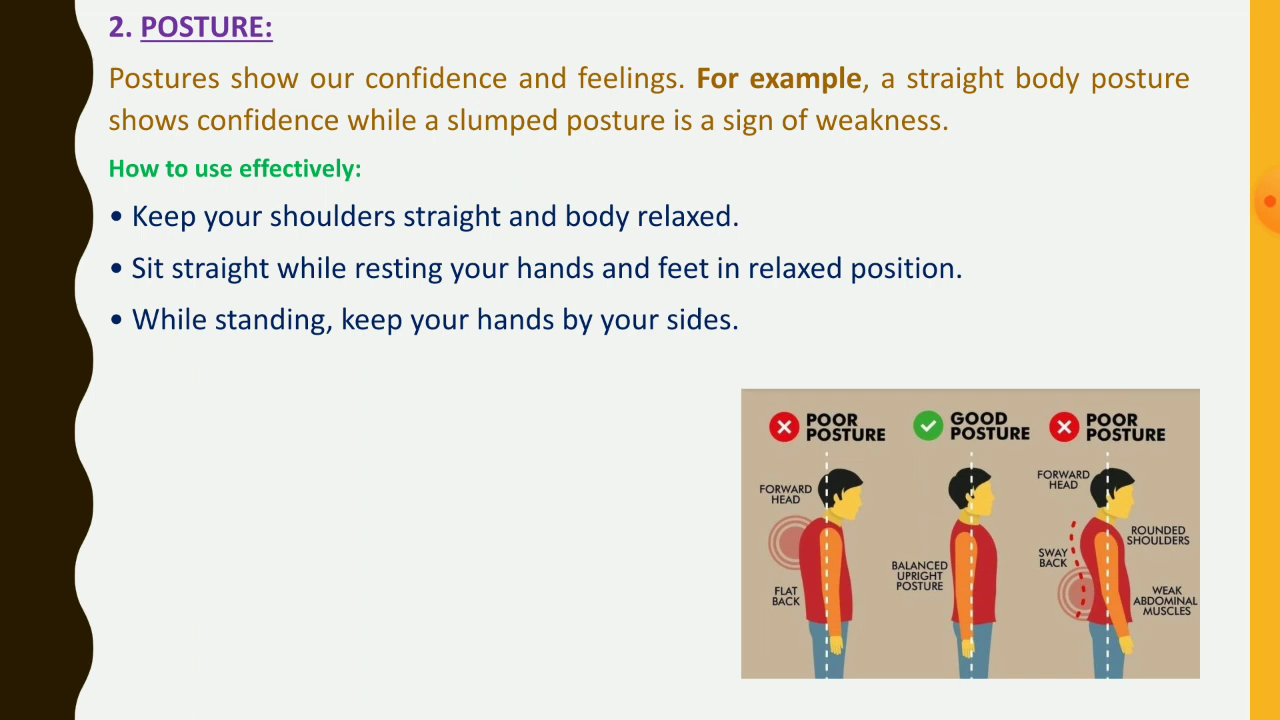 2. POSTURE:
Postures show our confidence and feelings. For example, a straight body posture
shows confidence while a slumped posture is a sign of weakness.
How to use effectively:
• Keep your shoulders straight and body relaxed.
• Sit straight while resting your hands and feet in relaxed position.
• While standing, keep your hands by your sides.
POOR
POSTURE
FORWARD
HEAD
FLAT
BACK
GOOD
POSTURE
BALANCED
UPRIGHT
POSTURE
POOR
POSTURE
FORWARD
HEAD
ROUNDED
SHOULDERS
SWAY
BACK
WEAK
ABDOMINAL
MUSCLES